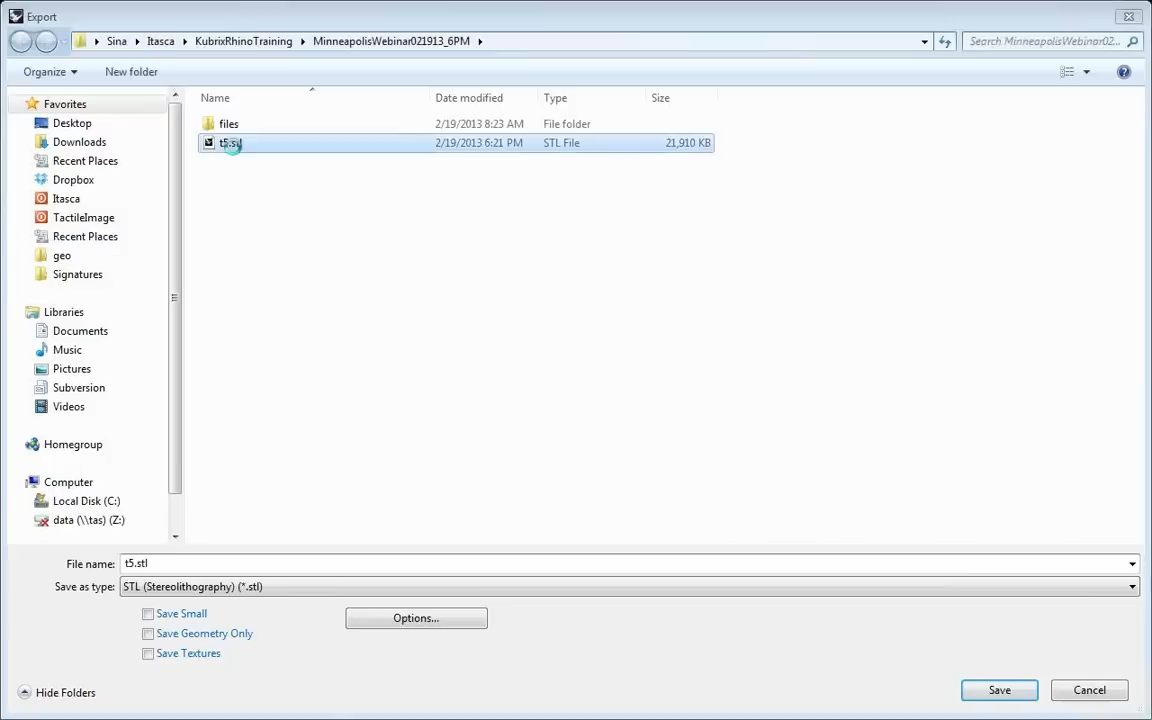 Export
Sina Itasca KubrixRhinoTraining MinneapolisWebinar021913_6PM
Search MinneapolisWebinar02...
Organize New folder
Name Date modified Type Size
files 2/19/2013 8:23 AM File folder
t5.stl 2/19/2013 6:21 PM STL File 21,910 KB
Favorites
Desktop
Downloads
Recent Places
Dropbox
Itasca
TactileImage
Recent Places
geo
Signatures
Libraries
Documents
Music
Pictures
Subversion
Videos
Homegroup
Computer
Local Disk (C:)
data (\\tas) (Z:)
File name: t5.stl
Save as type: STL (Stereolithography) (*.stl)
Save Small
Options...
Save Geometry Only
Save Textures
Hide Folders
Save Cancel